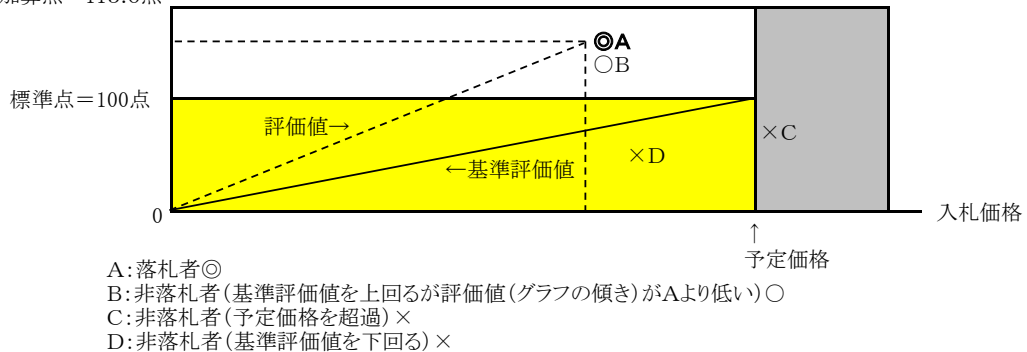 ◎A
○B
標準点＝100点
評価値→
×C
×D
←基準評価値
0
入札価格
↑
予定価格
A：落札者◎
B：非落札者（基準評価値を上回るが評価値（グラフの傾き）がAより低い）○
C：非落札者（予定価格を超過）×
D：非落札者（基準評価値を下回る）×